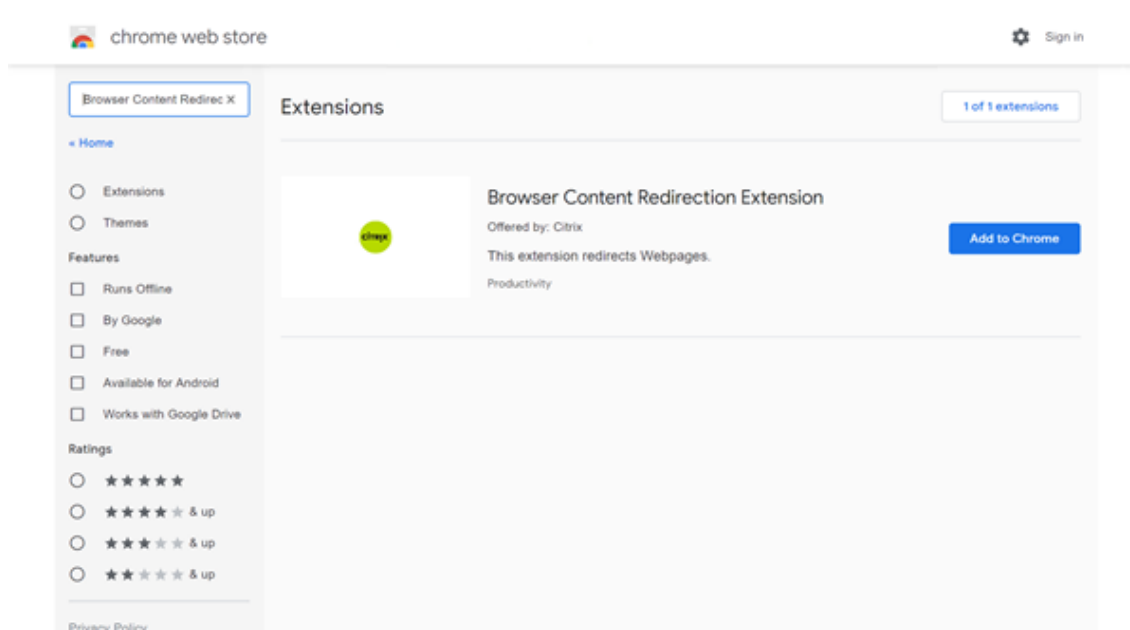 chrome web store
Sign in
Browser Content Redirec
« Home
Extensions
Themes
Features
Runs Offline
By Google
Free
Available for Android
Works with Google Drive
Ratings
& up
& up
& up
Privacy Policy
Extensions
1 of 1 extensions
citrix
Browser Content Redirection Extension
Offered by: Citrix
This extension redirects Webpages.
Productivity
Add to Chrome